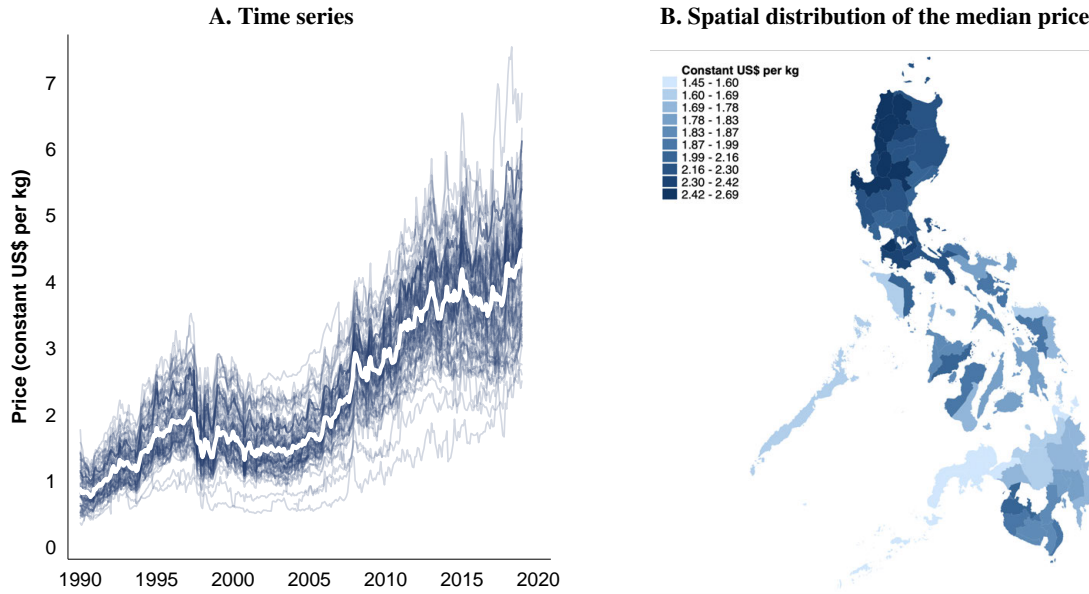 A. Time series
B. Spatial distribution of the median price
Price (constant US$ per kg)
7
6
5
4
3
2
1
0
1990 1995 2000 2005 2010 2015 2020
Constant US$ per kg
1.45 - 1.60
1.60 - 1.69
1.69 - 1.78
1.78 - 1.83
1.83 - 1.87
1.87 - 1.99
1.99 - 2.16
2.16 - 2.30
2.30 - 2.42
2.42 - 2.69